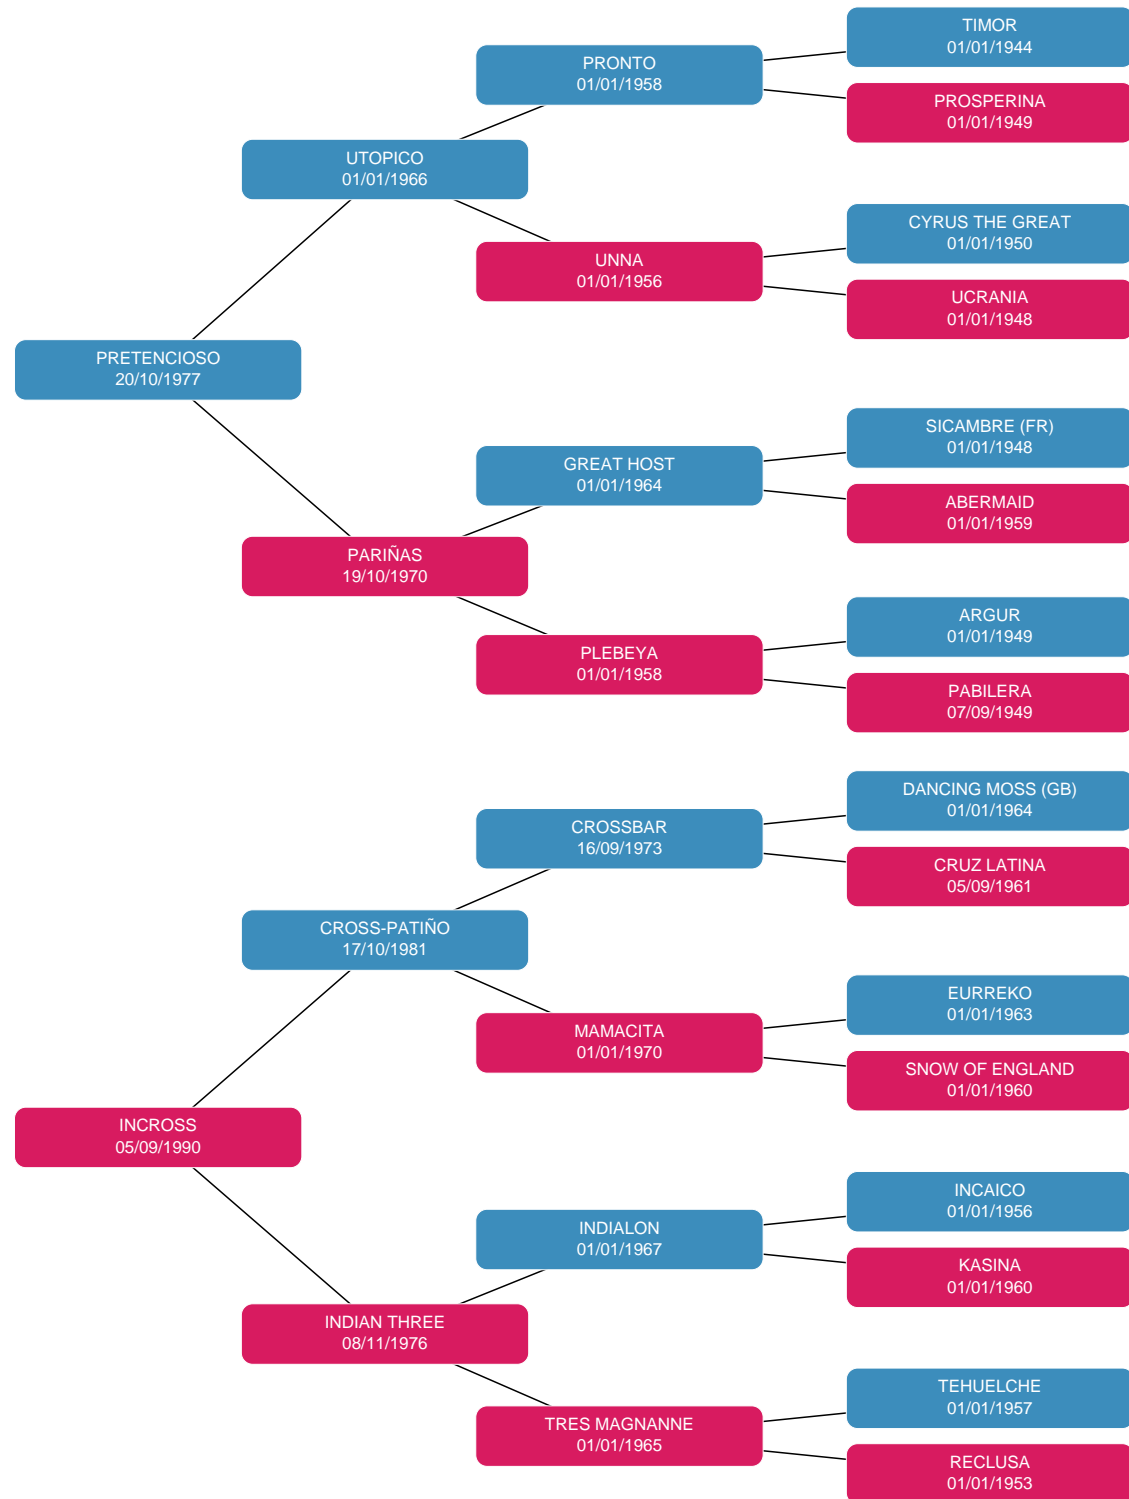 TIMOR
01/01/1944
PRONTO
01/01/1958
PROSPERINA
01/01/1949
UTOPICO
01/01/1966
CYRUS THE GREAT
01/01/1950
UNNA
01/01/1956
UCRANIA
01/01/1948
PRETENCIOSO
20/10/1977
SICAMBRE (FR)
01/01/1948
GREAT HOST
01/01/1964
ABERMAID
01/01/1959
PARIÑAS
19/10/1970
ARGUR
01/01/1949
PLEBEYA
01/01/1958
PABILERA
07/09/1949
DANCING MOSS (GB)
01/01/1964
CROSSBAR
16/09/1973
CRUZ LATINA
05/09/1961
CROSS-PATIÑO
17/10/1981
EURREKO
01/01/1963
MAMACITA
01/01/1970
SNOW OF ENGLAND
01/01/1960
INCROSS
05/09/1990
INCAICO
01/01/1956
INDIALON
01/01/1967
KASINA
01/01/1960
INDIAN THREE
08/11/1976
TEHUELCHE
01/01/1957
TRES MAGNANNE
01/01/1965
RECLUSA
01/01/1953